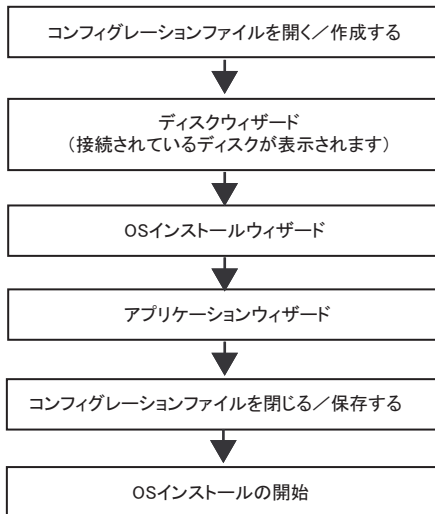 コンフィグレーションファイルを開く／作成する
ディスクウィザード
（接続されているディスクが表示されます）
OSインストールウィザード
アプリケーションウィザード
コンフィグレーションファイルを閉じる／保存する
OSインストールの開始